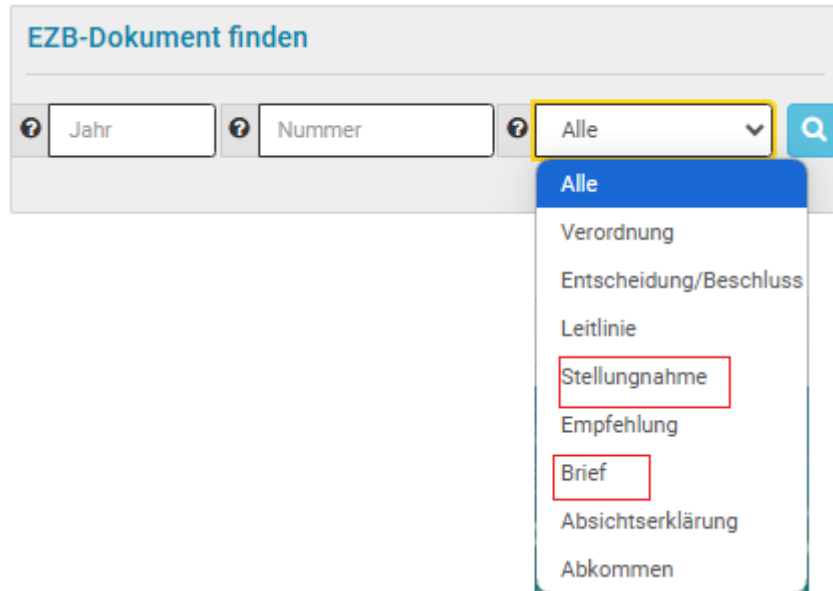 EZB-Dokument finden
Jahr Nummer Alle
Alle
Verordnung
Entscheidung/Beschluss
Leitlinie
Stellungnahme
Empfehlung
Brief
Absichtserklärung
Abkommen